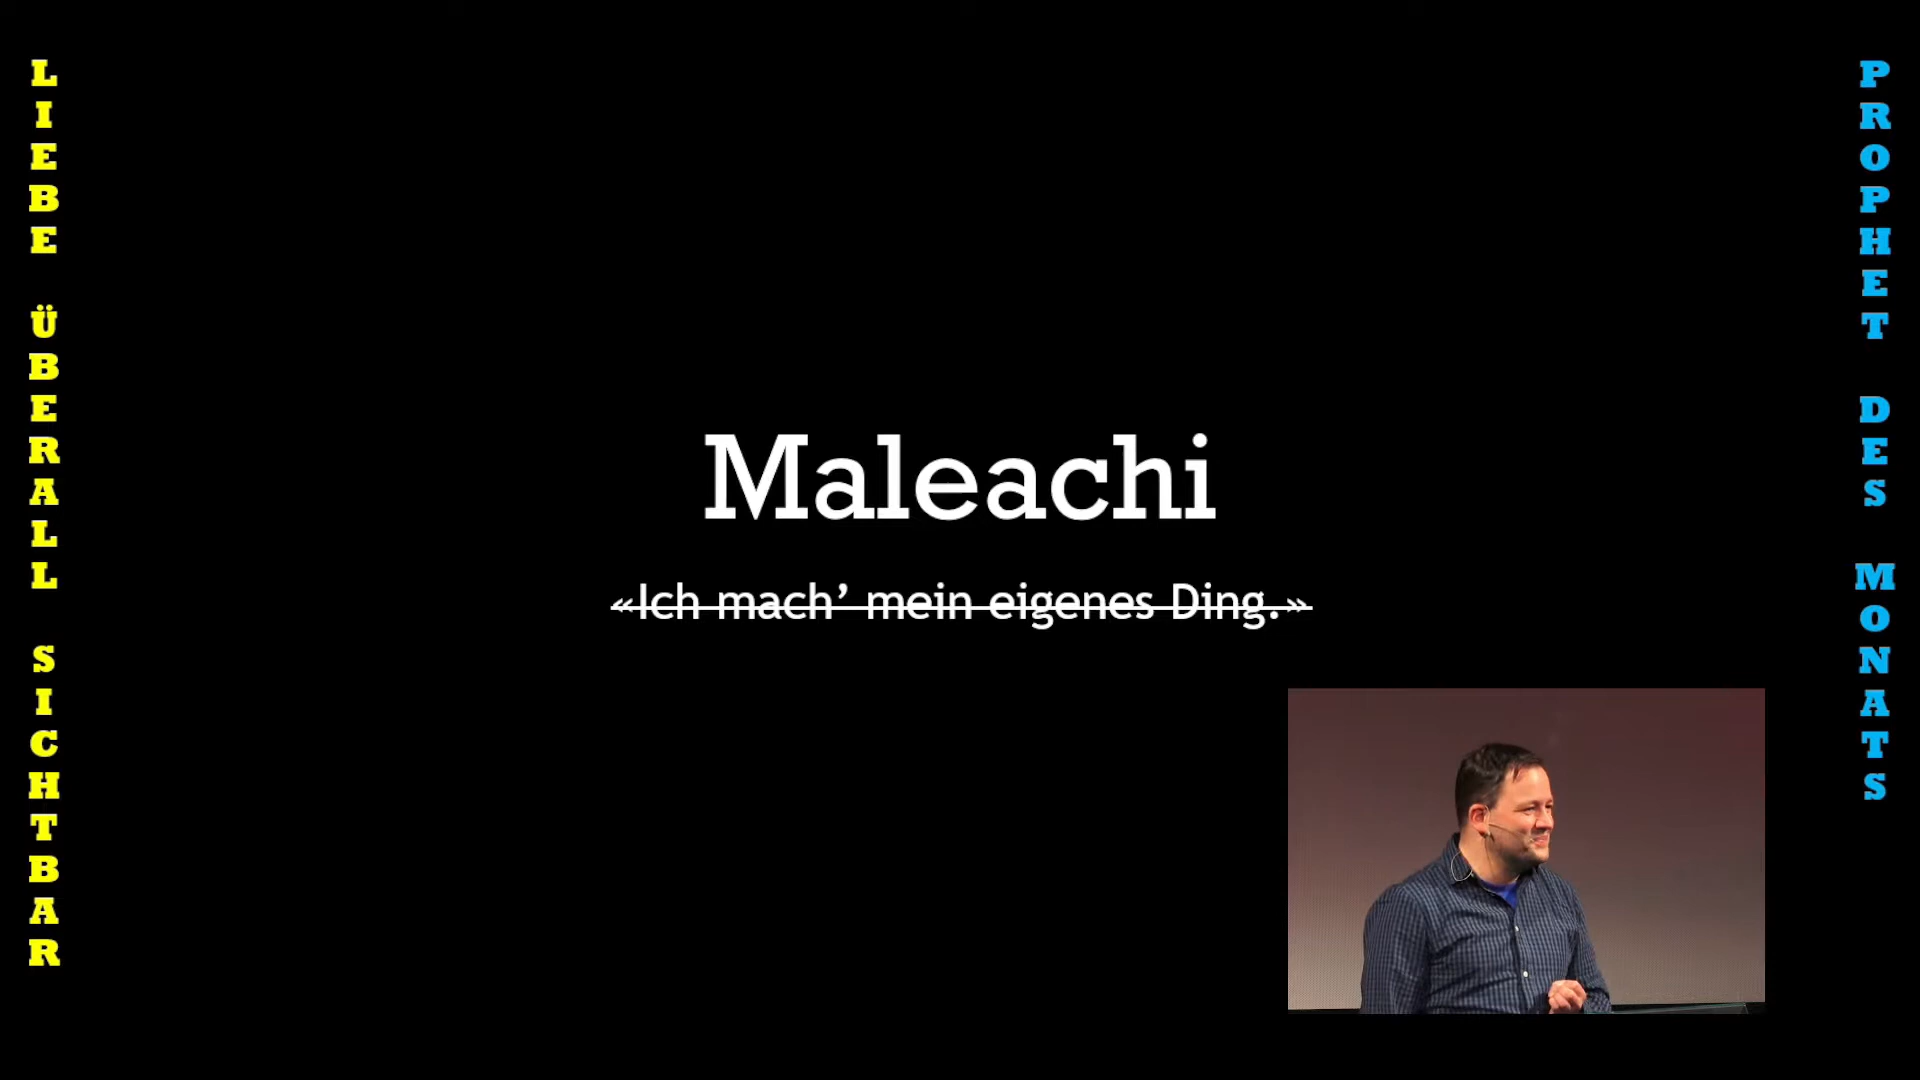 LIEBE ÜBERALL SICHTBAR
Maleachi
«Ich mach’ mein eigenes Ding.»
PROPHET DES MONATS